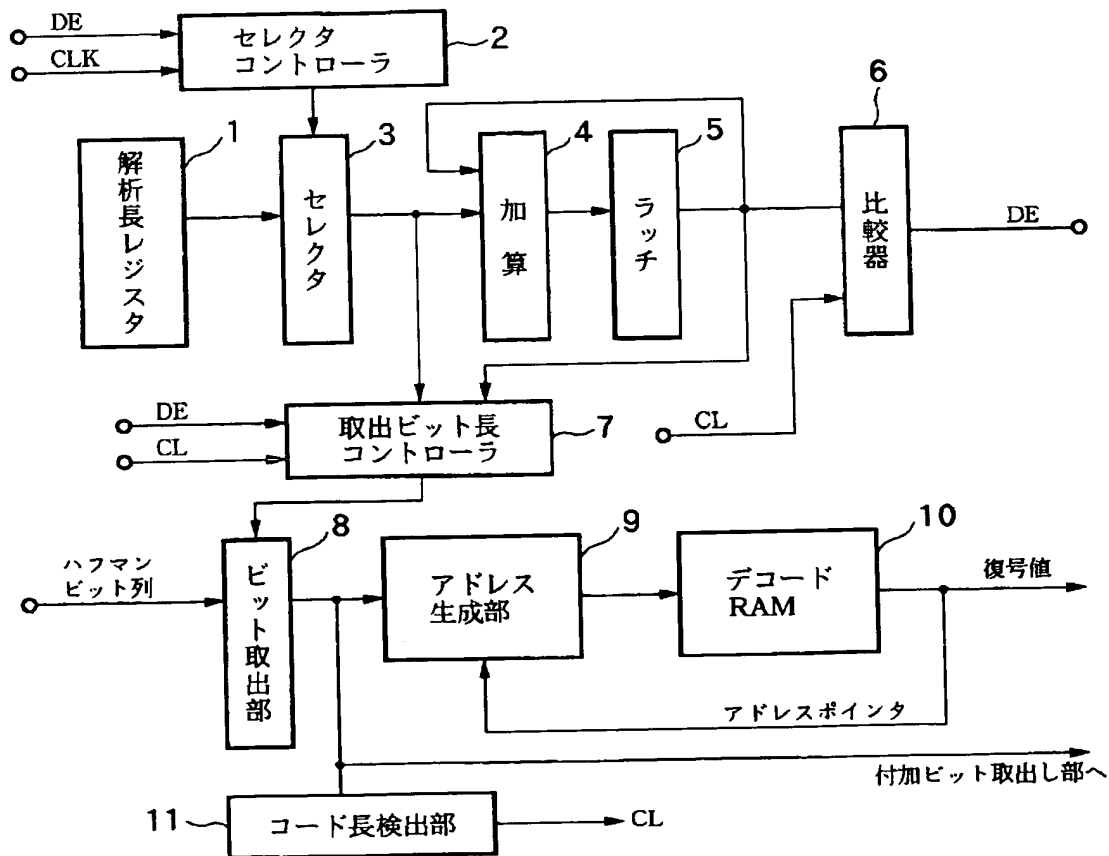 DE
CLK
セレクタ
コントローラ
2
1
解析長レジスタ
3
セレクタ
4
加算
5
ラッチ
6
比較器
DE
DE
CL
取出ビット長
コントローラ
7
CL
ハフマン
ビット列
8
ビット取出部
9
アドレス
生成部
10
デコード
RAM
復号値
アドレスポインタ
付加ビット取出し部へ
11
コード長検出部
CL